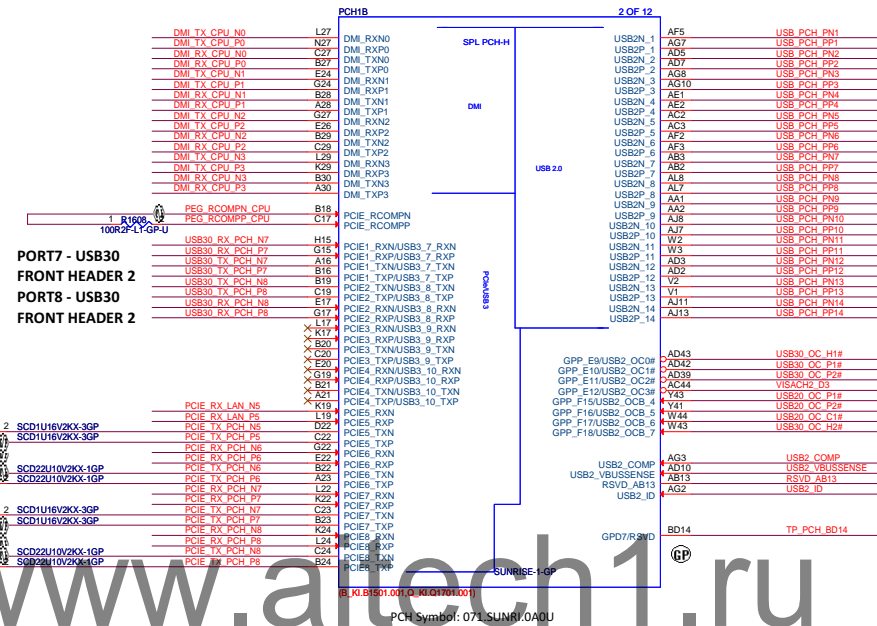 PCH1B 2 OF 12
SPL PCH-H
DMI
USB 2.0
PCIe/USB 3
DMI_TX_CPU_N0 L27 DMI_RXN0
DMI_TX_CPU_P0 N27 DMI_RXP0
DMI_RX_CPU_N0 C27 DMI_TXN0
DMI_RX_CPU_P0 B27 DMI_TXP0
DMI_TX_CPU_N1 E24 DMI_RXN1
DMI_TX_CPU_P1 G24 DMI_RXP1
DMI_RX_CPU_N1 B28 DMI_TXN1
DMI_RX_CPU_P1 A28 DMI_TXP1
DMI_TX_CPU_N2 G27 DMI_RXN2
DMI_TX_CPU_P2 E26 DMI_RXP2
DMI_RX_CPU_N2 B29 DMI_TXN2
DMI_RX_CPU_P2 C29 DMI_TXP2
DMI_TX_CPU_N3 L29 DMI_RXN3
DMI_TX_CPU_P3 K29 DMI_RXP3
DMI_RX_CPU_N3 B30 DMI_TXN3
DMI_RX_CPU_P3 A30 DMI_TXP3
PEG_RCOMPN_CPU B18 PCIE_RCOMPN
1 R1608 2 PEG_RCOMPP_CPU C17 PCIE_RCOMPP
100R2F-L1-GP-U
PORT7 - USB30
FRONT HEADER 2
PORT8 - USB30
FRONT HEADER 2
USB30_RX_PCH_N7 H15 PCIE1_RXN/USB3_7_RXN
USB30_RX_PCH_P7 G15 PCIE1_RXP/USB3_7_RXP
USB30_TX_PCH_N7 A16 PCIE1_TXN/USB3_7_TXN
USB30_TX_PCH_P7 B16 PCIE1_TXP/USB3_7_TXP
USB30_TX_PCH_N8 B19 PCIE2_TXN/USB3_8_TXN
USB30_TX_PCH_P8 C19 PCIE2_TXP/USB3_8_TXP
USB30_RX_PCH_N8 E17 PCIE2_RXN/USB3_8_RXN
USB30_RX_PCH_P8 G17 PCIE2_RXP/USB3_8_RXP
L17 PCIE3_RXN/USB3_9_RXN
K17 PCIE3_RXP/USB3_9_RXP
B20 PCIE3_TXN/USB3_9_TXN
C20 PCIE3_TXP/USB3_9_TXP
E20 PCIE4_RXN/USB3_10_RXN
G19 PCIE4_RXP/USB3_10_RXP
B21 PCIE4_TXN/USB3_10_TXN
A21 PCIE4_TXP/USB3_10_TXP
PCIE_RX_LAN_N5 K19 PCIE5_RXN
PCIE_RX_LAN_P5 L19 PCIE5_RXP
2 SCD1U16V2KX-3GP PCIE_TX_PCH_N5 D22 PCIE5_TXN
SCD1U16V2KX-3GP PCIE_TX_PCH_P5 C22 PCIE5_TXP
PCIE_RX_PCH_N6 G22 PCIE6_RXN
PCIE_RX_PCH_P6 E22 PCIE6_RXP
2 SCD22U10V2KX-1GP PCIE_TX_PCH_N6 B22 PCIE6_TXN
2 SCD22U10V2KX-1GP PCIE_TX_PCH_P6 A23 PCIE6_TXP
PCIE_RX_PCH_N7 L22 PCIE7_RXN
PCIE_RX_PCH_P7 K22 PCIE7_RXP
2 SCD1U16V2KX-3GP PCIE_TX_PCH_N7 C23 PCIE7_TXN
SCD1U16V2KX-3GP PCIE_TX_PCH_P7 B23 PCIE7_TXP
PCIE_RX_PCH_N8 K24 PCIE8_RXN
PCIE_RX_PCH_P8 L24 PCIE8_RXP
2 SCD22U10V2KX-1GP PCIE_TX_PCH_N8 C24 PCIE8_TXN
2 SCD22U10V2KX-1GP PCIE_TX_PCH_P8 B24 PCIE8_TXP
USB2N_1 AF5 USB_PCH_PN1
USB2P_1 AG7 USB_PCH_PP1
USB2N_2 AD5 USB_PCH_PN2
USB2P_2 AD7 USB_PCH_PP2
USB2N_3 AG8 USB_PCH_PN3
USB2P_3 AG10 USB_PCH_PP3
USB2N_4 AE1 USB_PCH_PN4
USB2P_4 AE2 USB_PCH_PP4
USB2N_5 AC2 USB_PCH_PN5
USB2P_5 AC3 USB_PCH_PP5
USB2N_6 AF2 USB_PCH_PN6
USB2P_6 AF3 USB_PCH_PP6
USB2N_7 AB3 USB_PCH_PN7
USB2P_7 AB2 USB_PCH_PP7
USB2N_8 AL8 USB_PCH_PN8
USB2P_8 AL7 USB_PCH_PP8
USB2N_9 AA1 USB_PCH_PN9
USB2P_9 AA2 USB_PCH_PP9
USB2N_10 AJ8 USB_PCH_PN10
USB2P_10 AJ7 USB_PCH_PP10
USB2N_11 W2 USB_PCH_PN11
USB2P_11 W3 USB_PCH_PP11
USB2N_12 AD3 USB_PCH_PN12
USB2P_12 AD2 USB_PCH_PP12
USB2N_13 V2 USB_PCH_PN13
USB2P_13 V1 USB_PCH_PP13
USB2N_14 AJ11 USB_PCH_PN14
USB2P_14 AJ13 USB_PCH_PP14
GPP_E9/USB2_OC0# AD43 USB30_OC_H1#
GPP_E10/USB2_OC1# AD42 USB30_OC_P1#
GPP_E11/USB2_OC2# AD39 USB30_OC_P2#
GPP_E12/USB2_OC3# AC44 VISACH2_D3
GPP_F15/USB2_OCB_4 Y43 USB20_OC_P1#
GPP_F16/USB2_OCB_5 Y41 USB20_OC_P2#
GPP_F17/USB2_OCB_6 W44 USB20_OC_C1#
GPP_F18/USB2_OCB_7 W43 USB30_OC_H2#
USB2_COMP AG3 USB2_COMP
USB2_VBUSSENSE AD10 USB2_VBUSSENSE
RSVD_AB13 AB13 RSVD_AB13
USB2_ID AG2 USB2_ID
GPD7/RSVD BD14 TP_PCH_BD14
GP
SUNRISE-1-GP
(B_KI.B1501.001,Q_KI.Q1701.001)
www.aitech1.ru
PCH Symbol: 071.SUNRI.0A0U